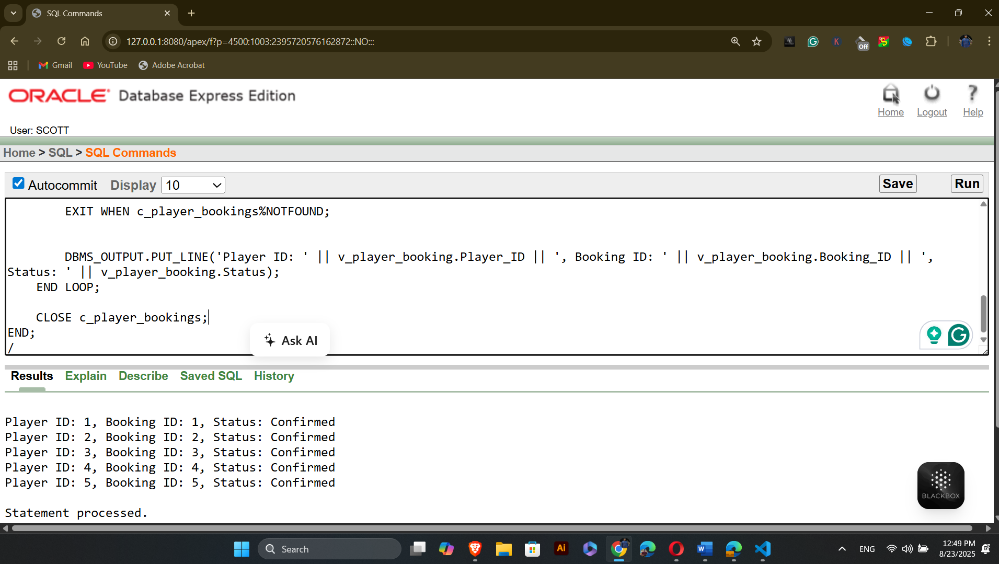 SQL Commands
127.0.0.1:8080/apex/f?p=4500:1003:2395720576162872::NO:::
K
Off
S
Gmail
YouTube
Adobe Acrobat
ORACLE Database Express Edition
Home
Logout
Help
User: SCOTT
Home > SQL > SQL Commands
Autocommit
Display
10
Save
Run
EXIT WHEN c_player_bookings%NOTFOUND;
DBMS_OUTPUT.PUT_LINE('Player ID: ' || v_player_booking.Player_ID || ', Booking ID: ' || v_player_booking.Booking_ID || ',
Status: ' || v_player_booking.Status);
END LOOP;
CLOSE c_player_bookings;
END;
/
Ask AI
Results
Explain
Describe
Saved SQL
History
Player ID: 1, Booking ID: 1, Status: Confirmed
Player ID: 2, Booking ID: 2, Status: Confirmed
Player ID: 3, Booking ID: 3, Status: Confirmed
Player ID: 4, Booking ID: 4, Status: Confirmed
Player ID: 5, Booking ID: 5, Status: Confirmed
BLACKBOX
Statement processed.
Search
Ai
W
ENG
12:49 PM
8/23/2025